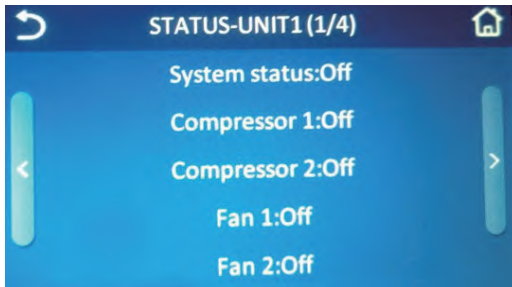 STATUS-UNIT1 (1/4)
System status:Off
Compressor 1:Off
Compressor 2:Off
Fan 1:Off
Fan 2:Off